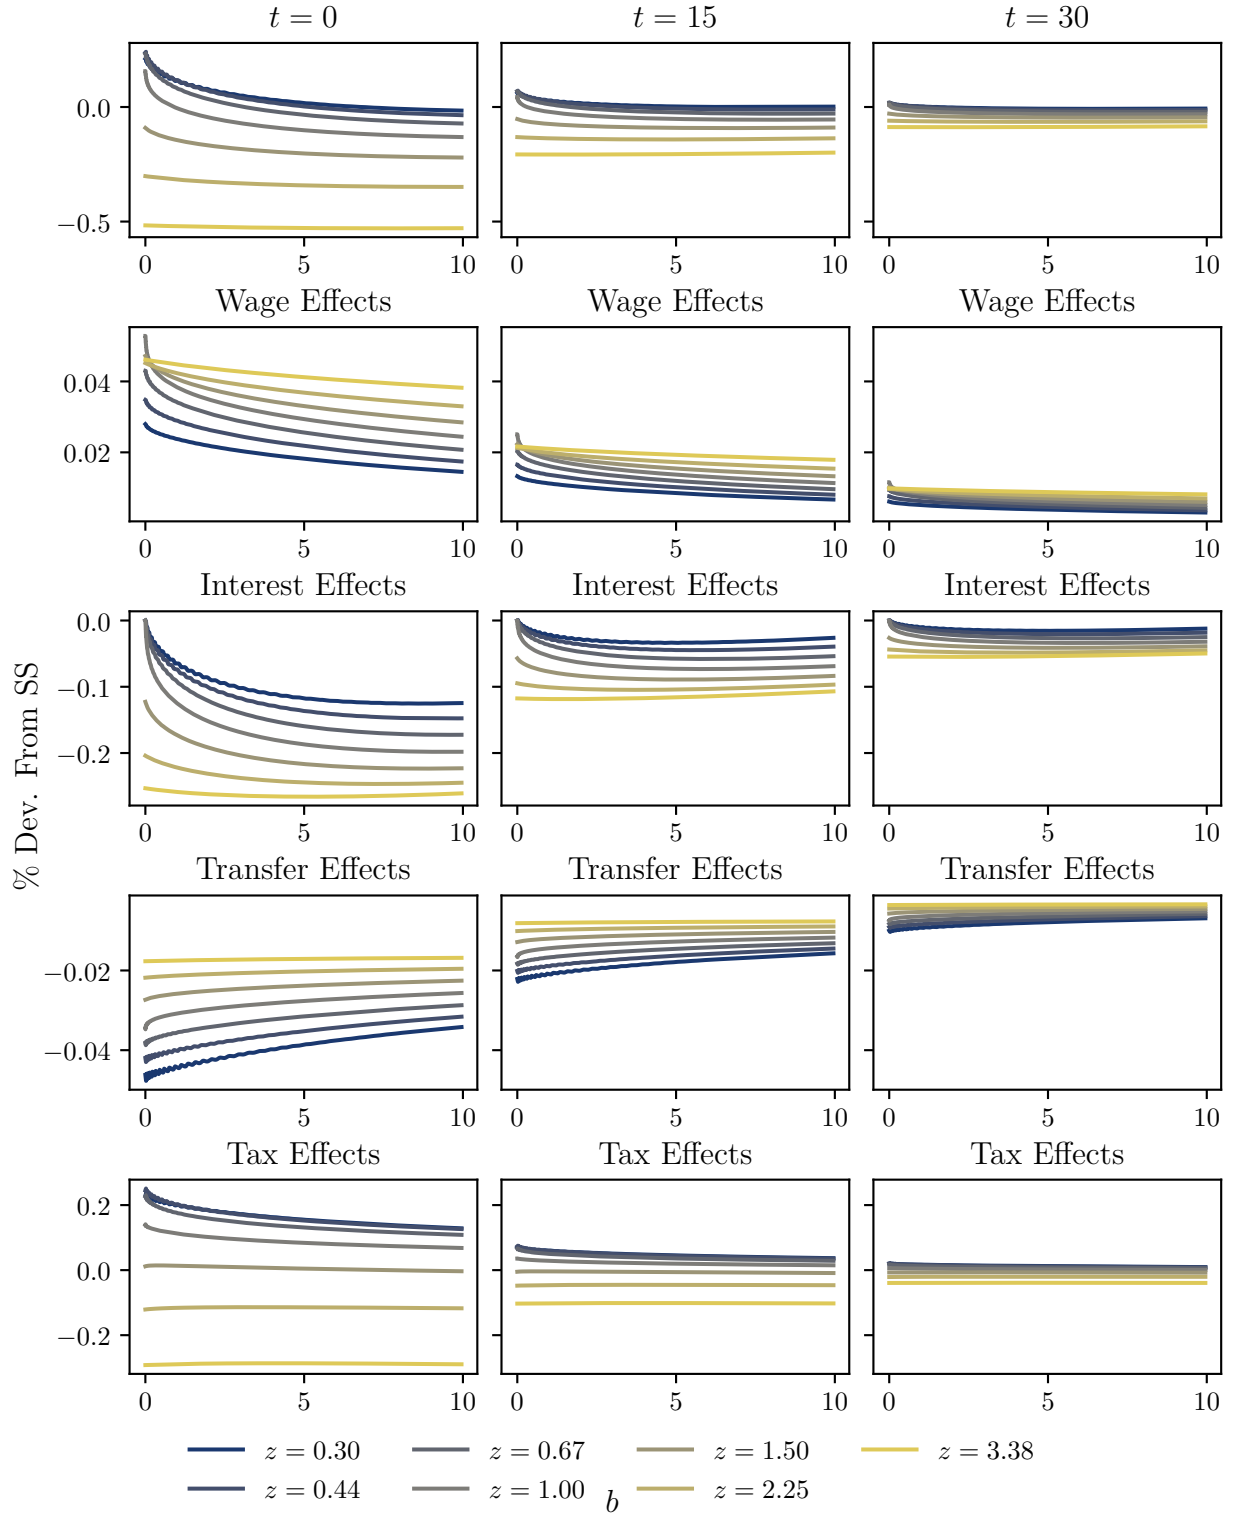 t = 0 t = 15 t = 30
0.0
−0.5
0 5 10 0 5 10 0 5 10
Wage Effects Wage Effects Wage Effects
0.04
0.02
0 5 10 0 5 10 0 5 10
Interest Effects Interest Effects Interest Effects
0.0
−0.1
−0.2
0 5 10 0 5 10 0 5 10
% Dev. From SS
Transfer Effects Transfer Effects Transfer Effects
−0.02
−0.04
0 5 10 0 5 10 0 5 10
Tax Effects Tax Effects Tax Effects
0.2
0.0
−0.2
0 5 10 0 5 10 0 5 10
z = 0.30 z = 0.67 z = 1.50 z = 3.38
z = 0.44 z = 1.00 z = 2.25
b